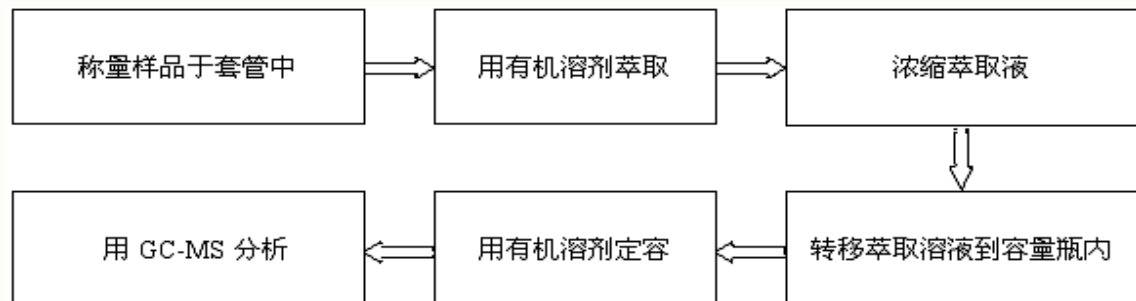 称量样品于套管中
用有机溶剂萃取
浓缩萃取液
转移萃取溶液到容量瓶内
用有机溶剂定容
用 GC-MS 分析